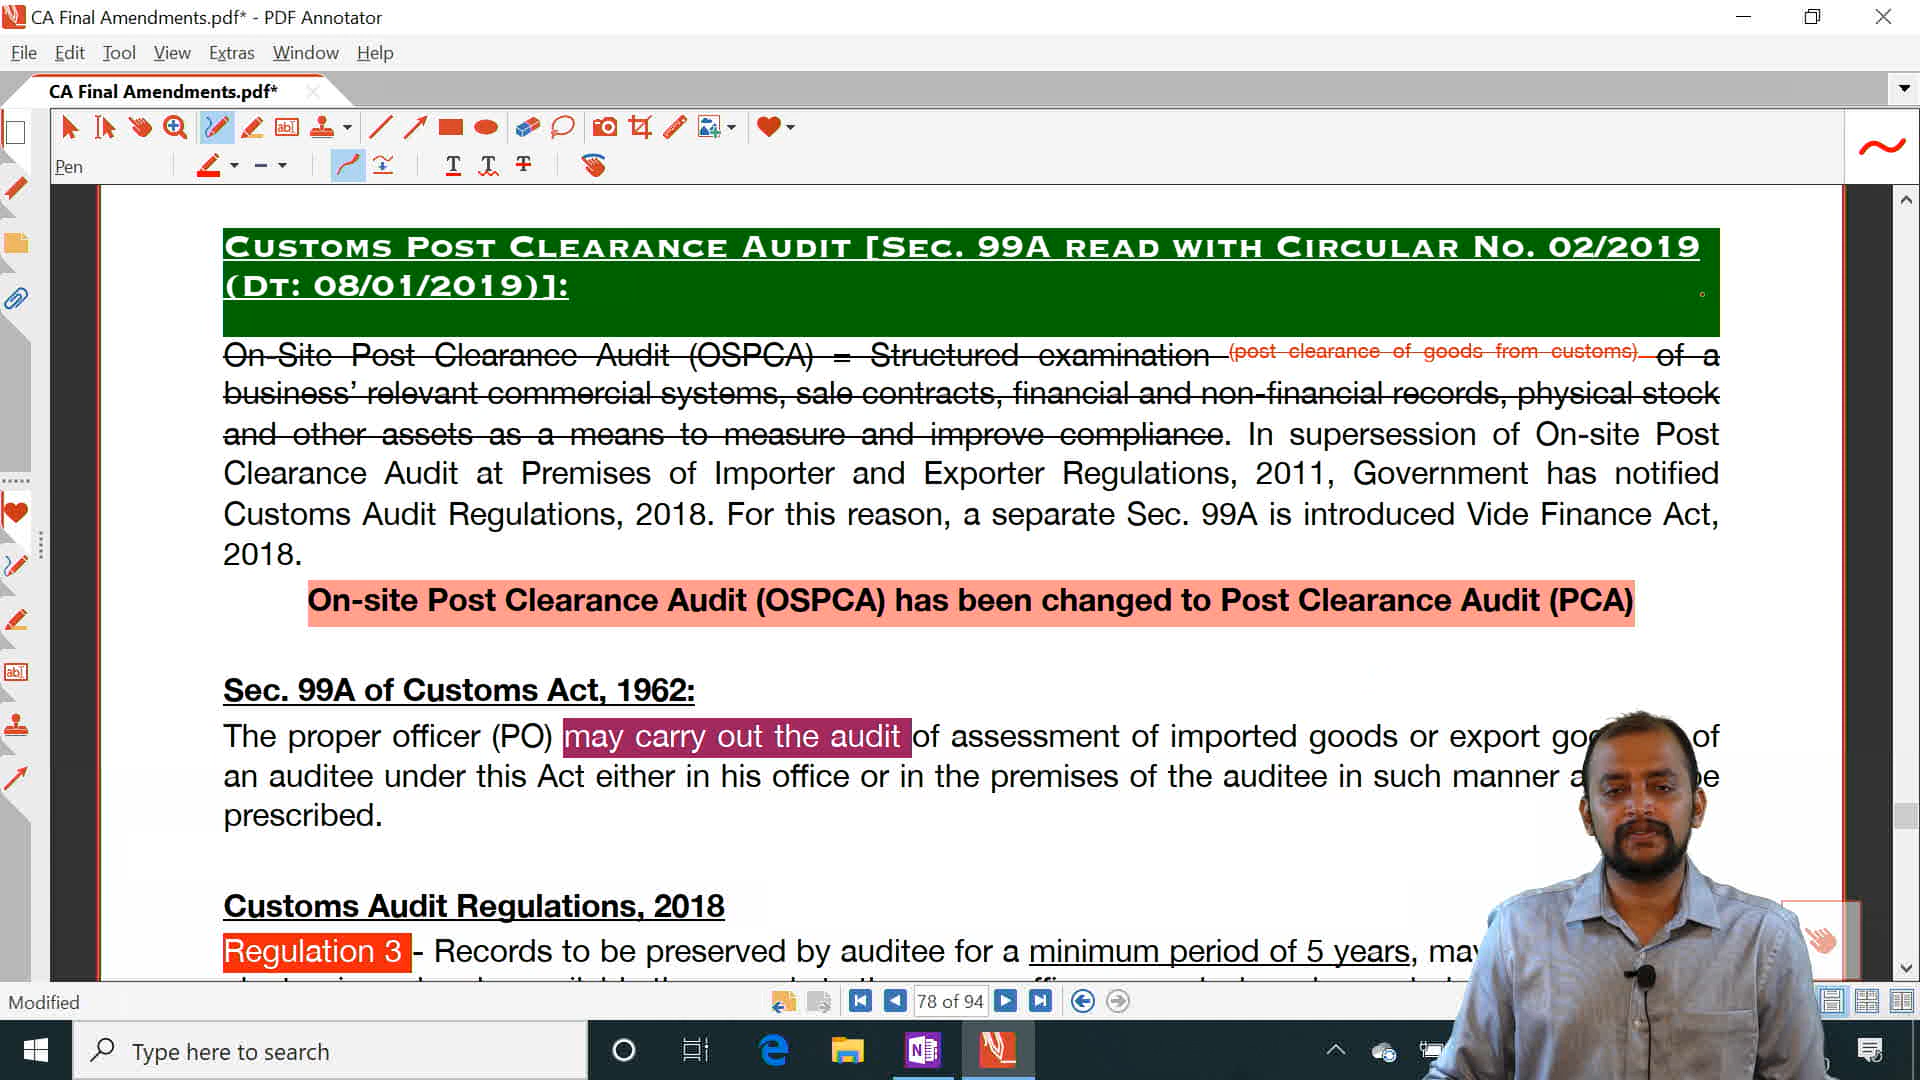 CA Final Amendments.pdf* - PDF Annotator
File Edit Tool View Extras Window Help
CA Final Amendments.pdf*
Pen
CUSTOMS POST CLEARANCE AUDIT [SEC. 99A READ WITH CIRCULAR NO. 02/2019
(DT: 08/01/2019)]:
On-Site Post Clearance Audit (OSPCA) = Structured examination (post clearance of goods from customs) of a
business' relevant commercial systems, sale contracts, financial and non-financial records, physical stock
and other assets as a means to measure and improve compliance. In supersession of On-site Post
Clearance Audit at Premises of Importer and Exporter Regulations, 2011, Government has notified
Customs Audit Regulations, 2018. For this reason, a separate Sec. 99A is introduced Vide Finance Act,
2018.
On-site Post Clearance Audit (OSPCA) has been changed to Post Clearance Audit (PCA)
Sec. 99A of Customs Act, 1962:
The proper officer (PO) may carry out the audit of assessment of imported goods or export of
an auditee under this Act either in his office or in the premises of the auditee in such manner
prescribed.
Customs Audit Regulations, 2018
Regulation 3 - Records to be preserved by auditee for a minimum period of 5 years, may
Modified
78 of 94
Type here to search